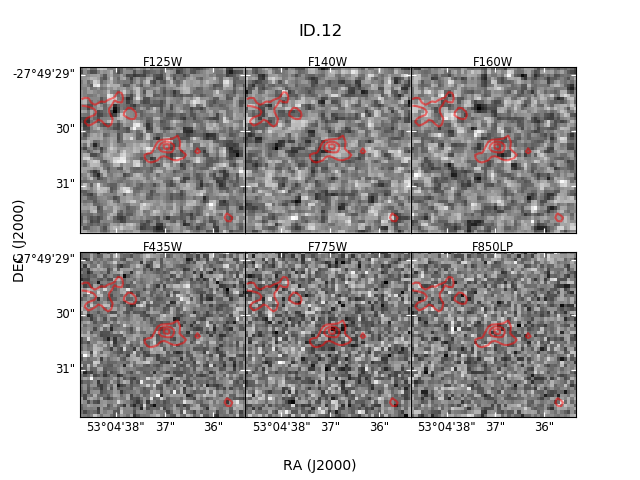 ID.12
F125W F140W F160W
-27°49'29"
30"
31"
F435W F775W F850LP
27°49'29"
30"
31"
DEC (J2000)
53°04'38" 37" 36" 53°04'38" 37" 36" 53°04'38" 37" 36"
RA (J2000)